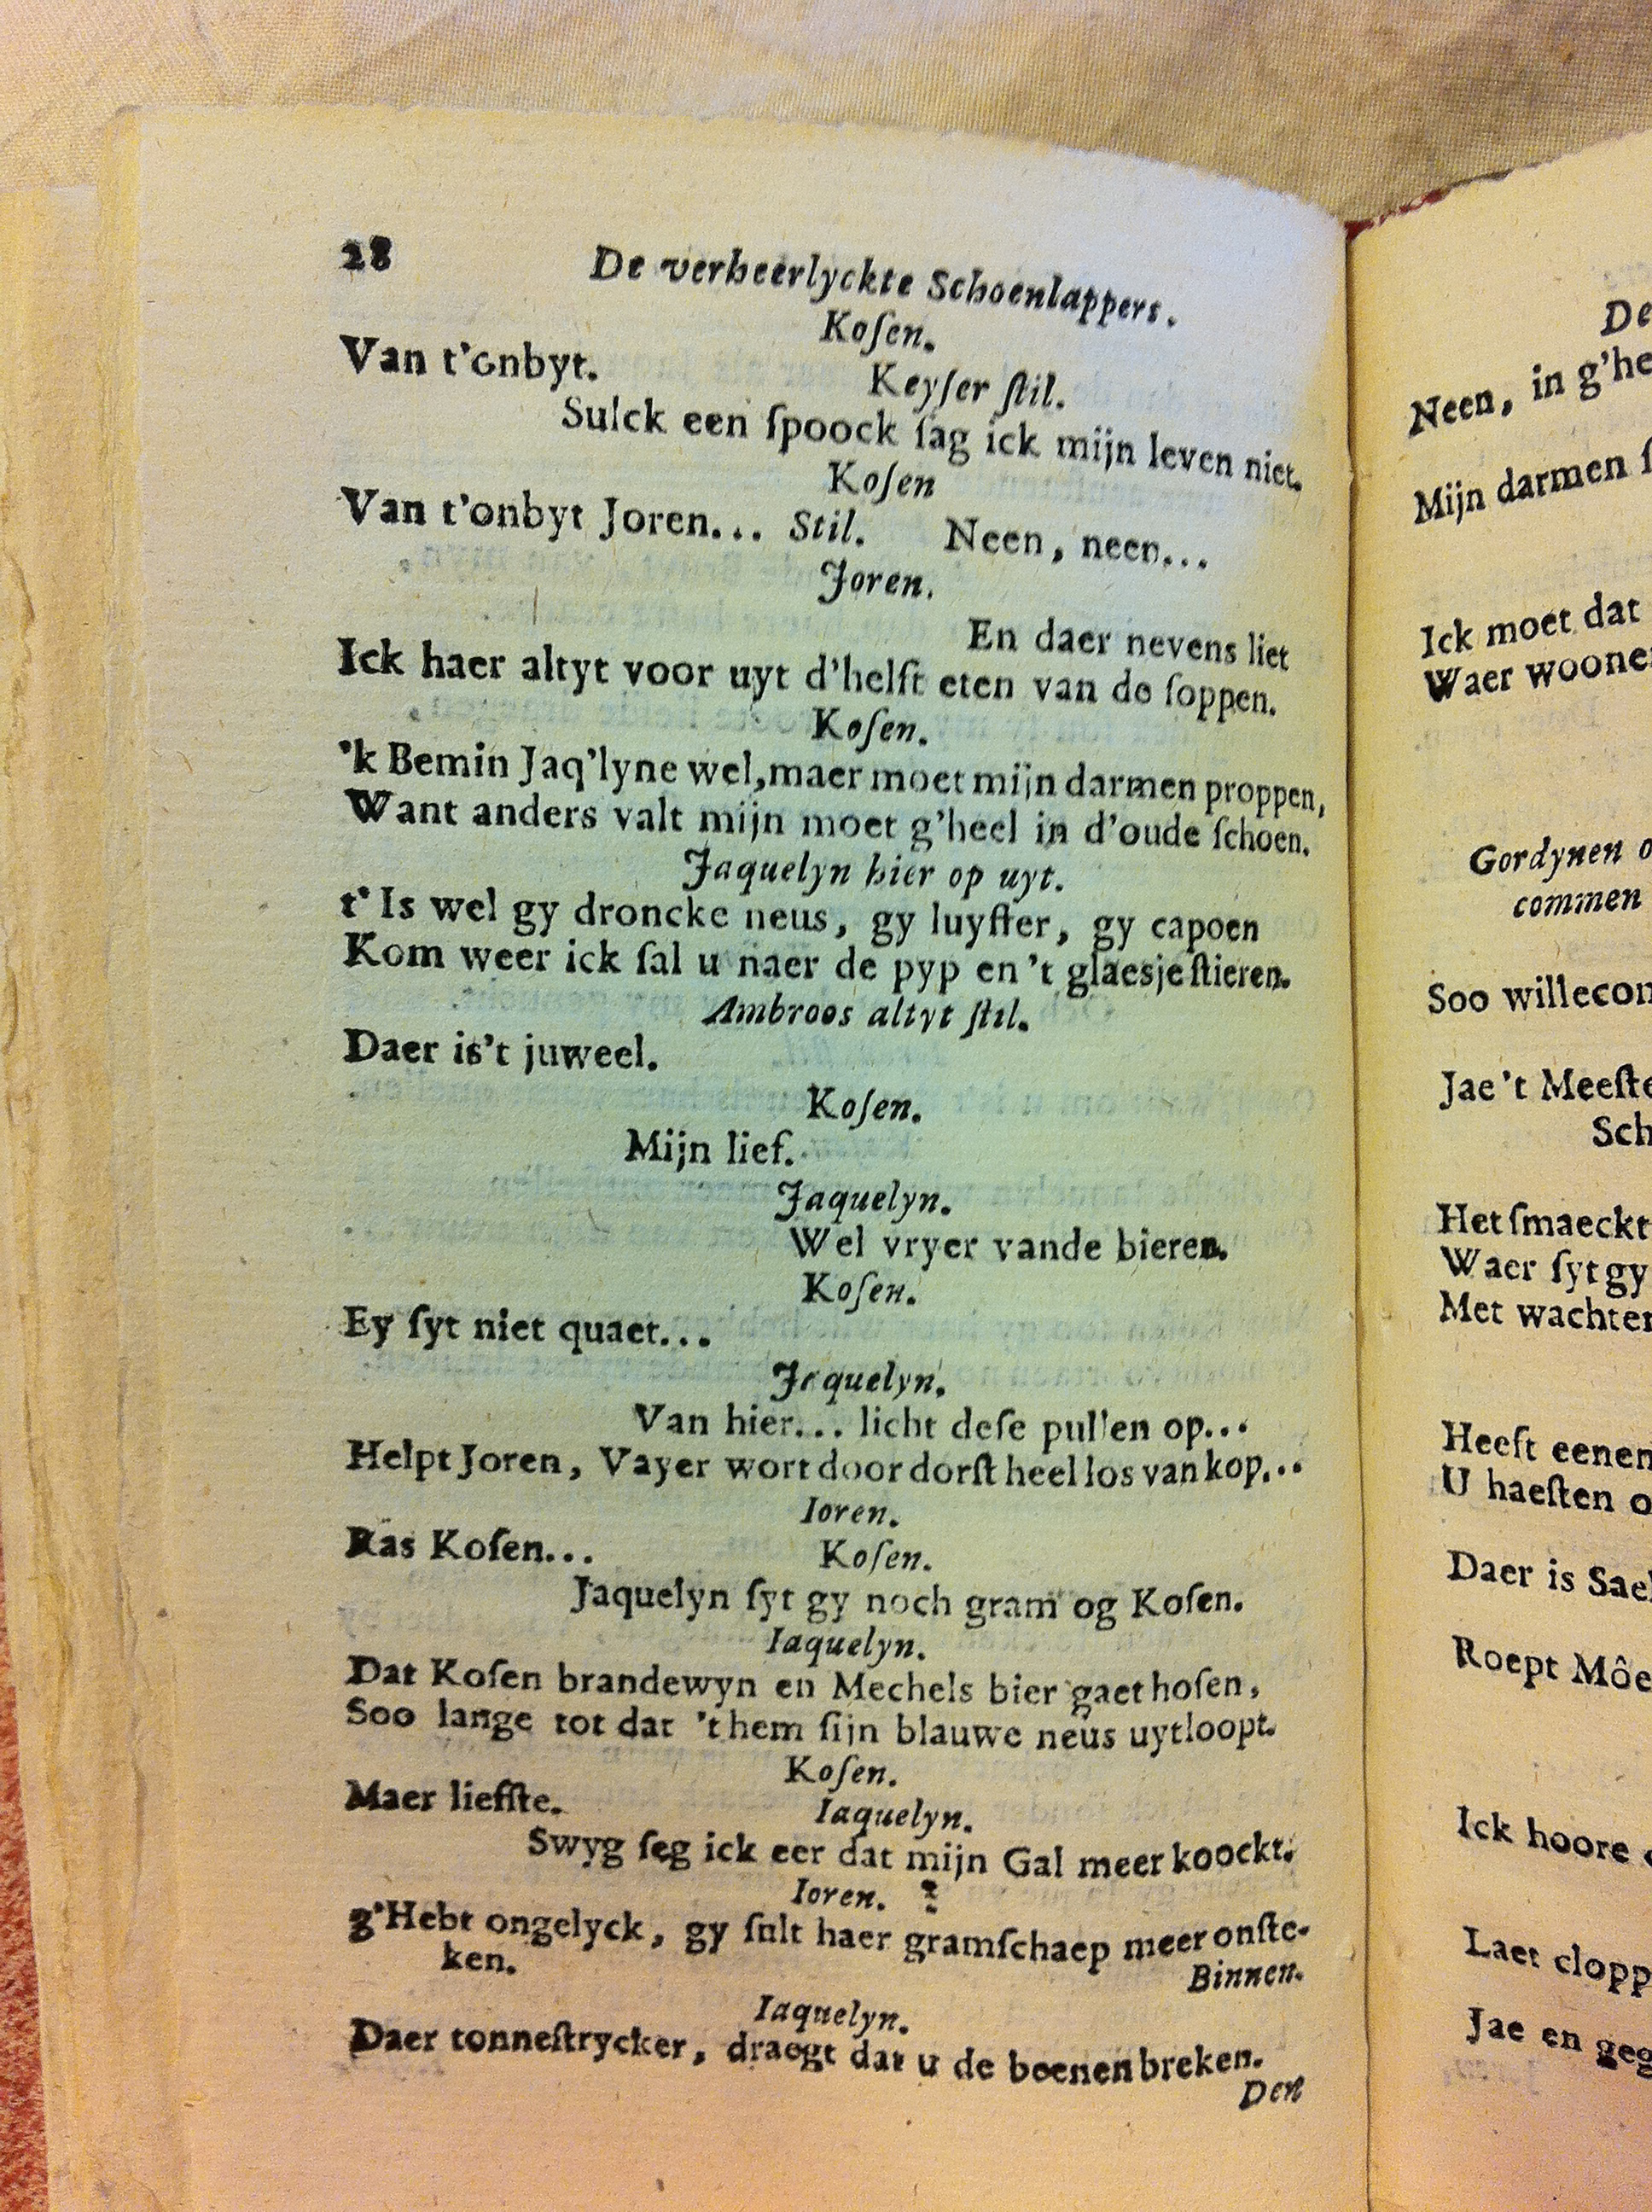 28 De verheerlyckte Schoenlappers.
Koſen.
Van t'onbyt.
Keyſer ſtil.
Sulck een ſpoock ſag ick mijn leven niet.
Koſen
Van t'onbyt Joren... Stil. Neen, neen...
Joren.
En daer nevens liet
Ick haer altyt voor uyt d'helft eten van de ſoppen.
Koſen.
'k Bemin Jaq'lyne wel, maer moet mijn darmen proppen,
Want anders valt mijn moet g'heel in d'oude ſchoen.
Jaquelyn hier op uyt.
t' Is wel gy droncke neus, gy luyſter, gy capoen
Kom weer ick ſal u naer de pyp en 't glaesje ſtieren.
Ambroos altyt ſtil.
Daer is't juweel.
Koſen.
Mijn lief.
Jaquelyn.
Wel vryer vande bieren.
Koſen.
Ey ſyt niet quaet...
Jaquelyn.
Van hier... licht deſe pullen op...
Helpt Joren, Vayer wort door dorſt heel los van kop...
Ioren.
Ras Koſen...
Koſen.
Jaquelyn ſyt gy noch gram og Koſen.
Iaquelyn.
Dat Koſen brandewyn en Mechels bier gaet hoſen,
Soo lange tot dat 't hem ſijn blauwe neus uytloopt.
Koſen.
Maer liefſte.
Iaquelyn.
Swyg ſeg ick eer dat mijn Gal meer koockt.
Ioren.
g'Hebt ongelyck, gy ſult haer gramſchaep meer onſte-
ken.
Binnen.
Iaquelyn.
Daer tonneſtrycker, draegt dat u de beenen breken.
Den
De
Neen, in g'he
Mijn darmen
Ick moet dat
Waer woone
Gordynen
commen
Soo willecon
Jae 't Meeſte
Sch
Het ſmaeckt
Waer ſyt gy
Met wachter
Heeft eenen
U haeſten
Daer is Sae
Roept Môe
Ick hoore
Laet clopp
Jae en geg